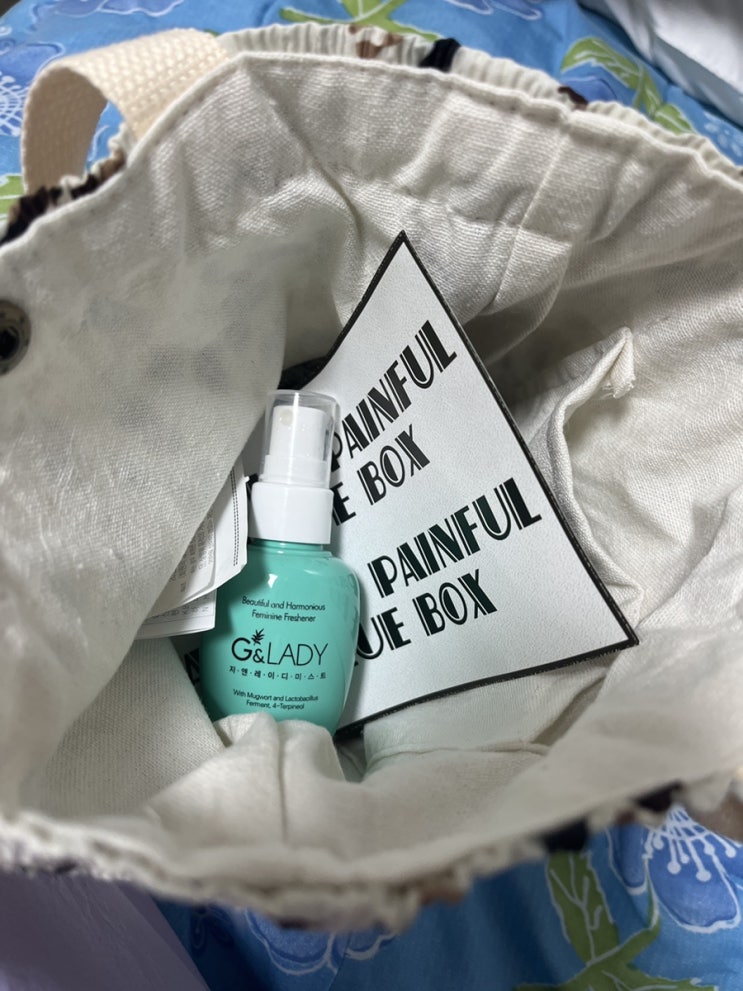 PAINFUL
BOX
PAINFUL
UE BOX
Beautiful and Harmonious
Feminine Freshener
G&LADY
지·앤·레·이·디·미·스·트
With Mugwort and Lactobacillus
Ferment, 4-Terpineol